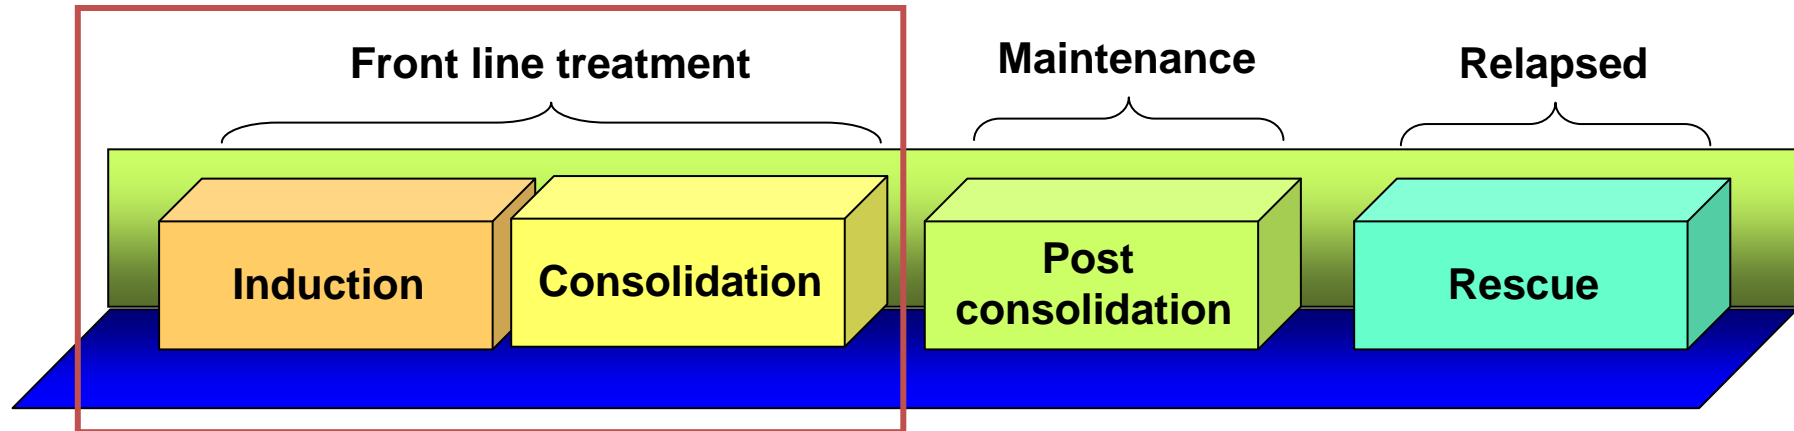 Front line treatment
Maintenance
Relapsed
Induction
Consolidation
Post
consolidation
Rescue